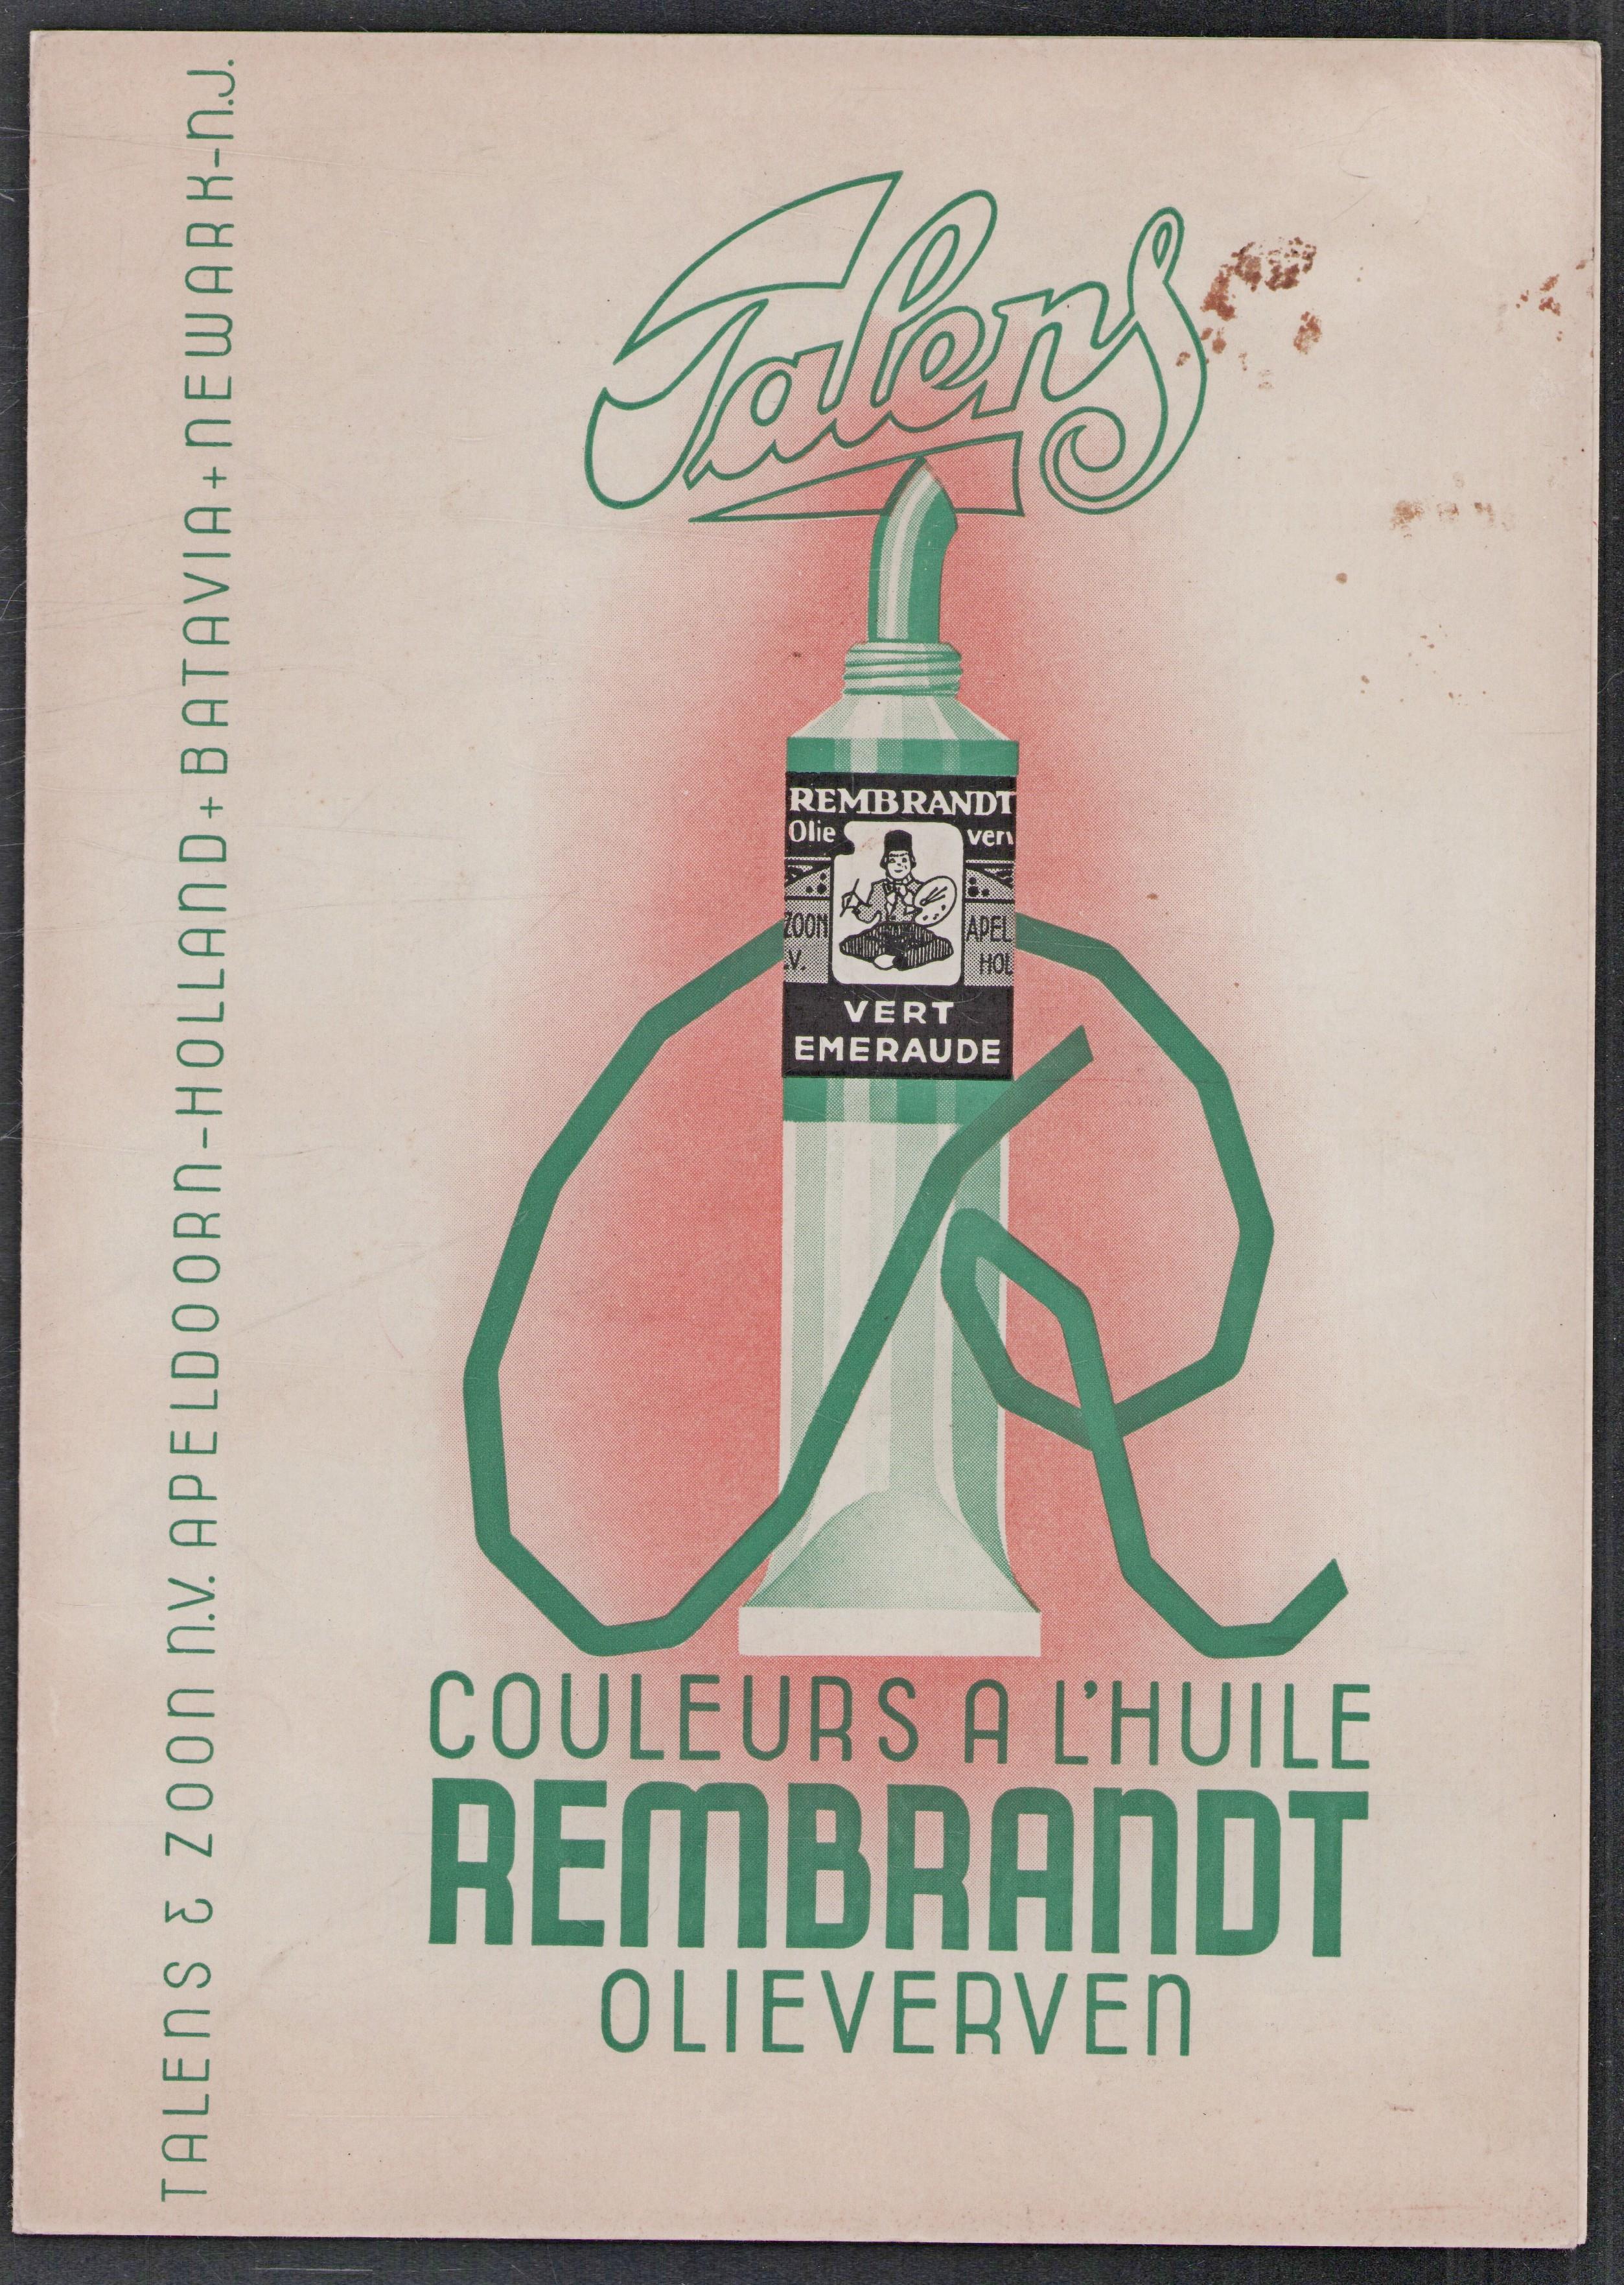 TALENS & ZOON N.V. APELDOORN-HOLLAND+BATAVIA+NEWARK-N.J.
Talens
REMBRANDT
Olie verv
ZOON APEL
.V. HOL
VERT
EMERAUDE
R
COULEURS A L'HUILE
REMBRANDT
OLIEVERVEN